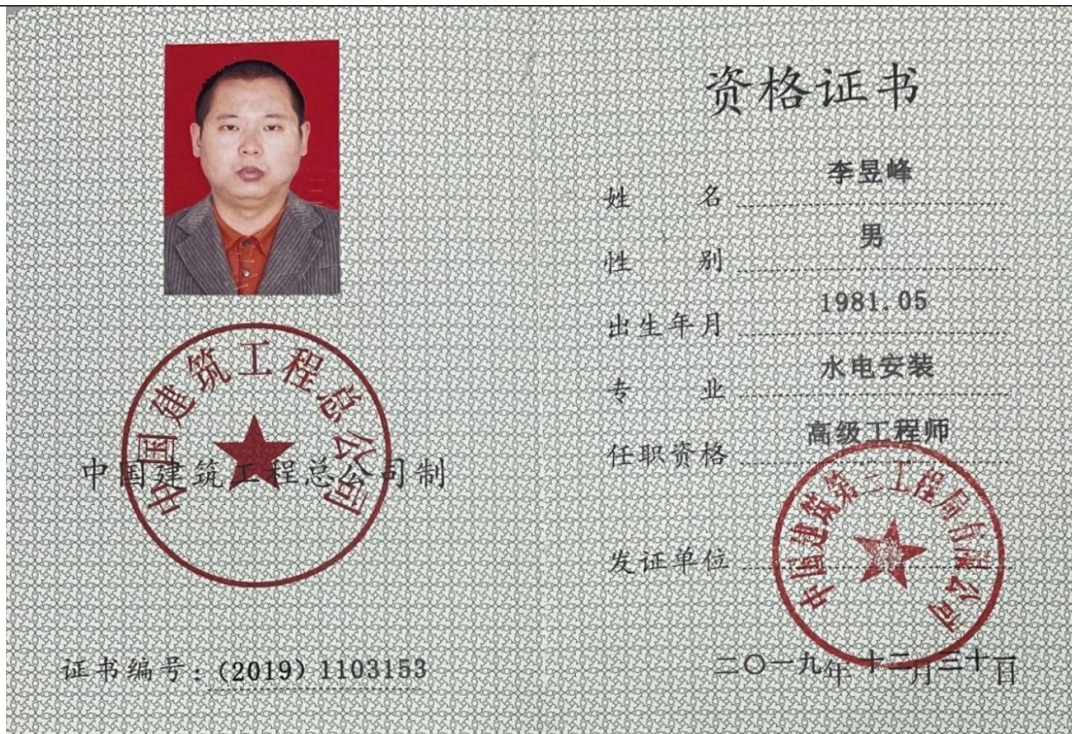 中国建筑工程总公司
中国建筑工程总公司制
证书编号:(2019)1103153
资格证书
姓名 李昱峰
性别 男
出生年月 1981.05
专业 水电安装
任职资格 高级工程师
发证单位
中国建筑第三工程局有限公司
二〇一九年十二月三十一日